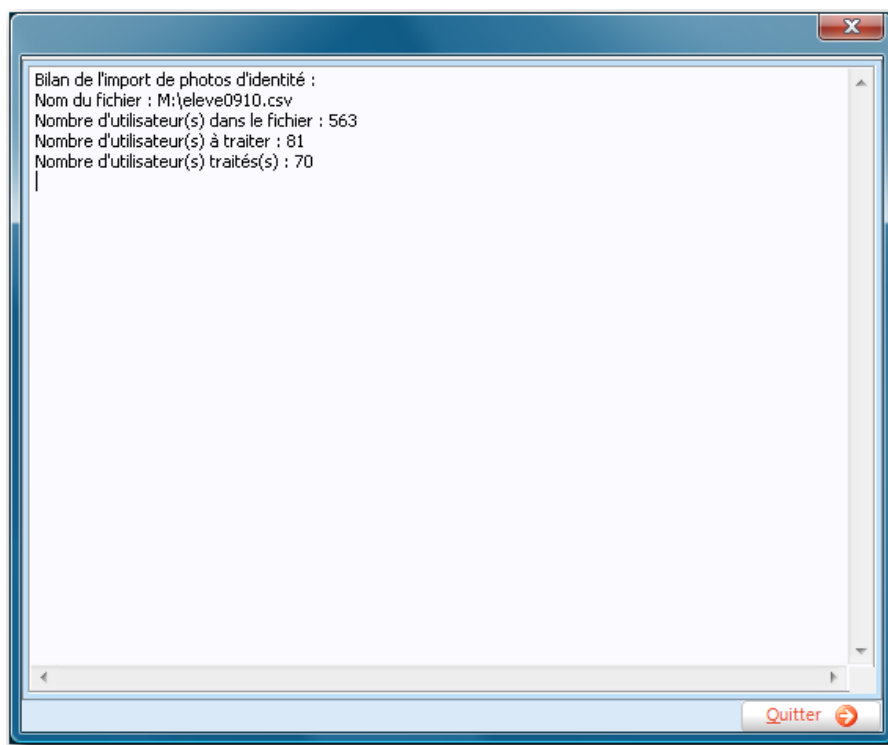 Bilan de l'import de photos d'identité :
Nom du fichier : M:\eleve0910.csv
Nombre d'utilisateur(s) dans le fichier : 563
Nombre d'utilisateur(s) à traiter : 81
Nombre d'utilisateur(s) traités(s) : 70
Quitter